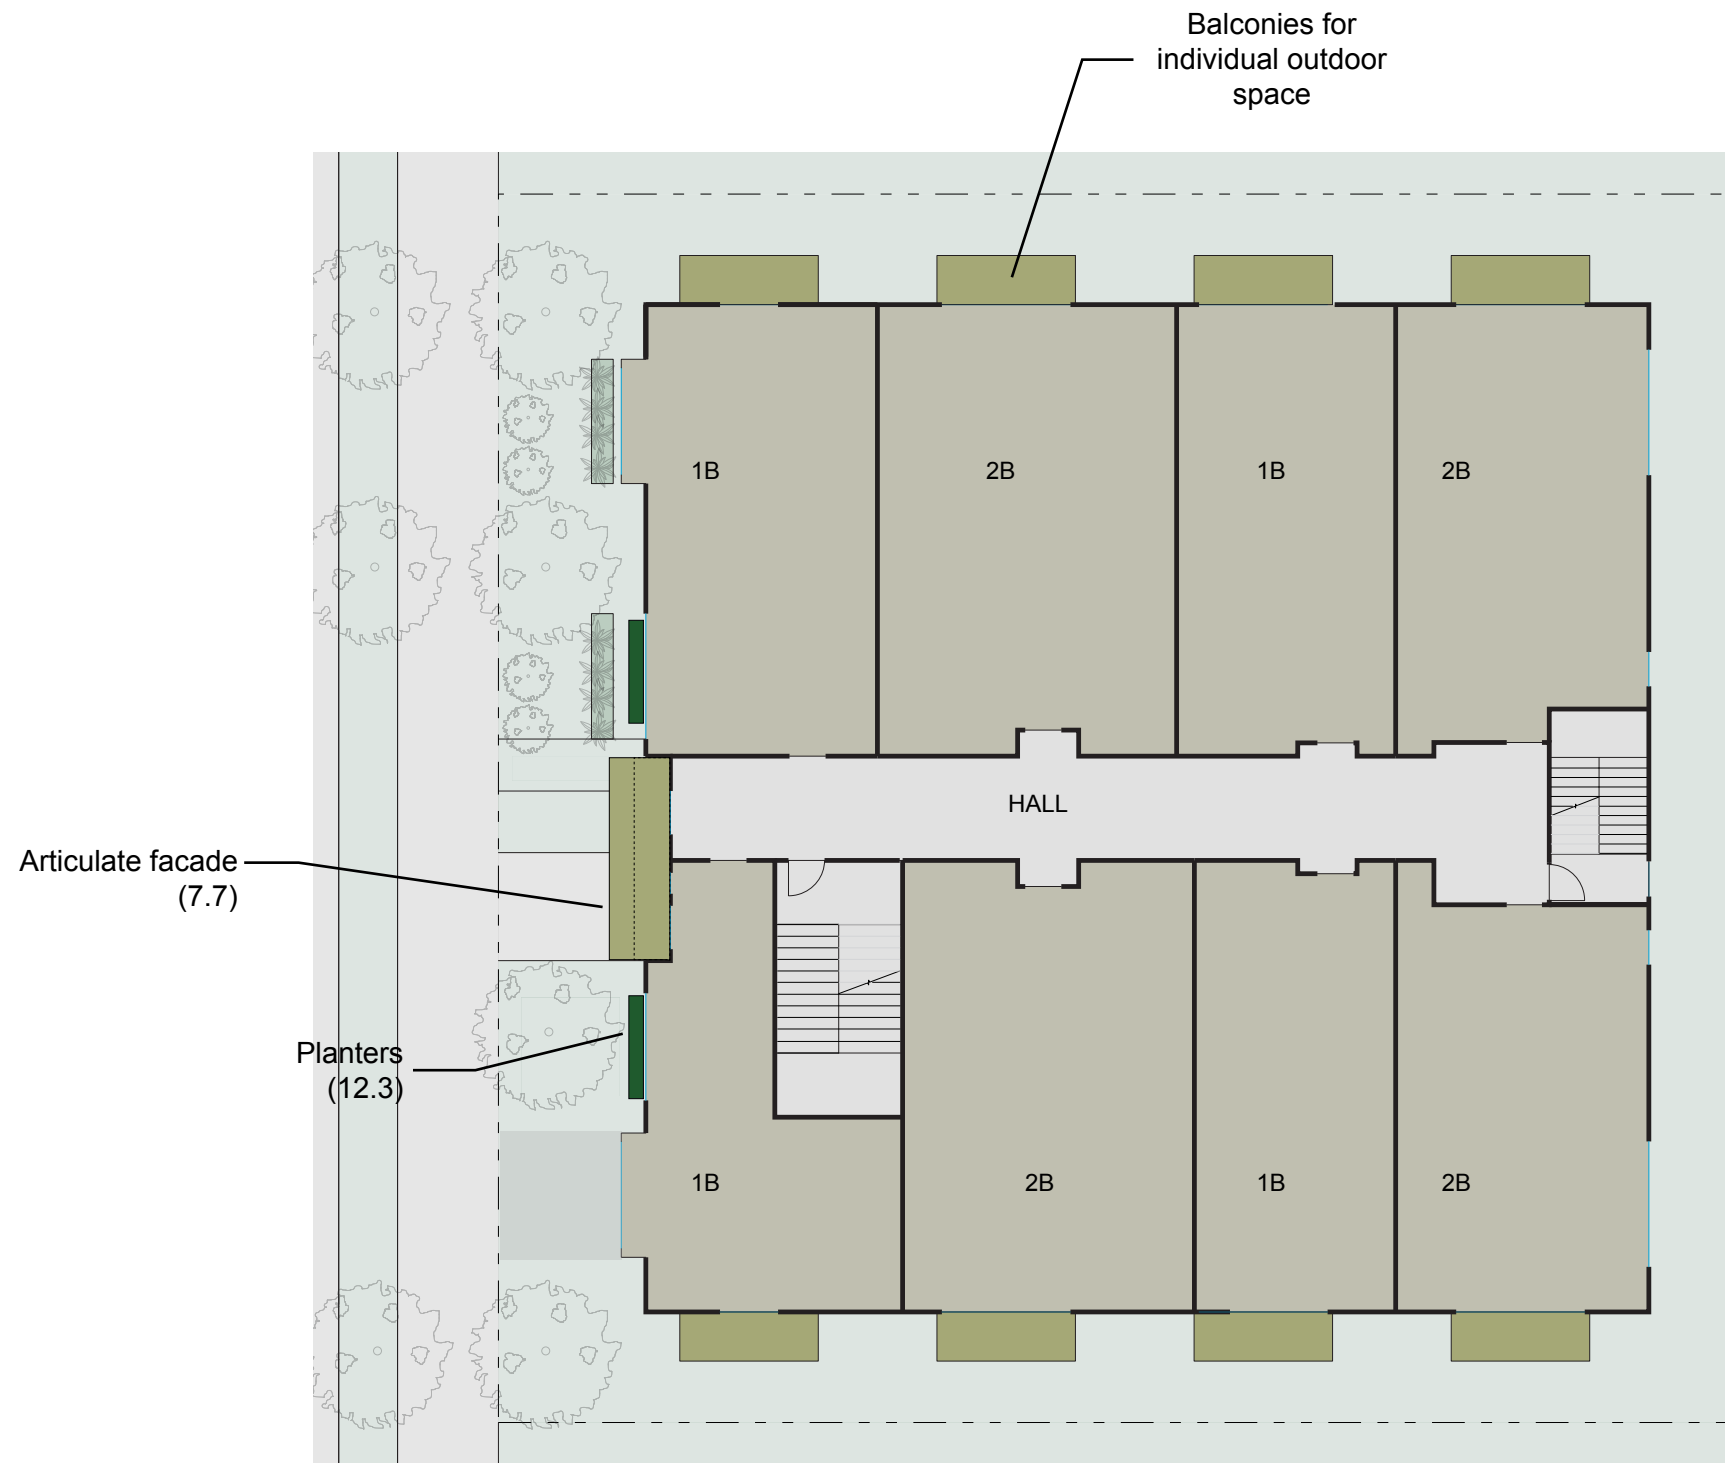 Balconies for
individual outdoor
space
1B
2B
1B
2B
HALL
Articulate facade
(7.7)
Planters
(12.3)
1B
2B
1B
2B